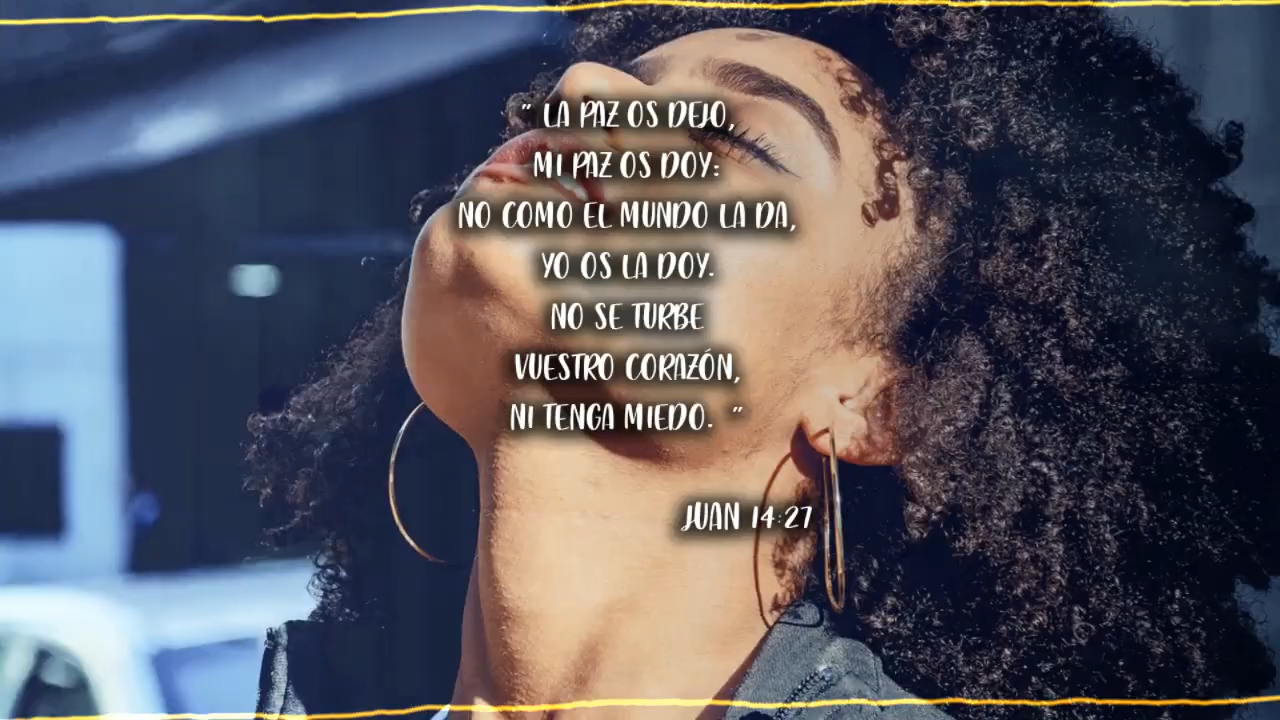 " LA PAZ OS DEJO,
MI PAZ OS DOY:
NO COMO EL MUNDO LA DA,
YO OS LA DOY.
NO SE TURBE
VUESTRO CORAZÓN,
NI TENGA MIEDO. "
JUAN 14:27